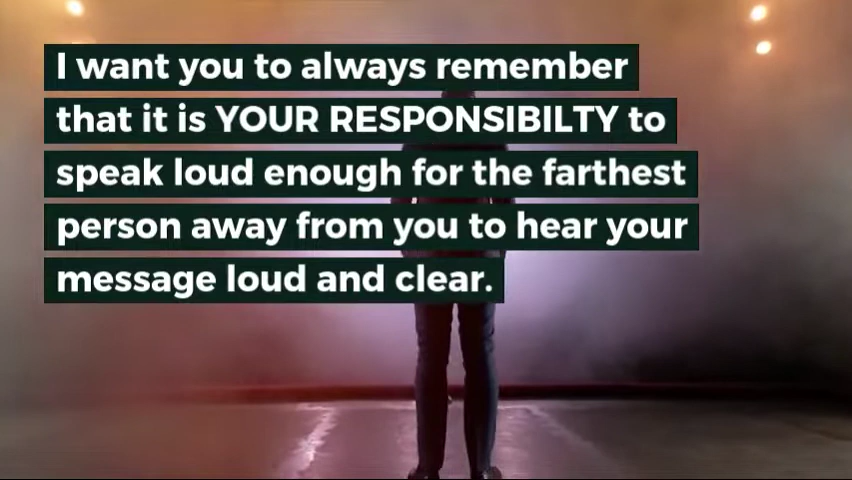 I want you to always remember
that it is YOUR RESPONSIBILTY to
speak loud enough for the farthest
person away from you to hear your
message loud and clear.